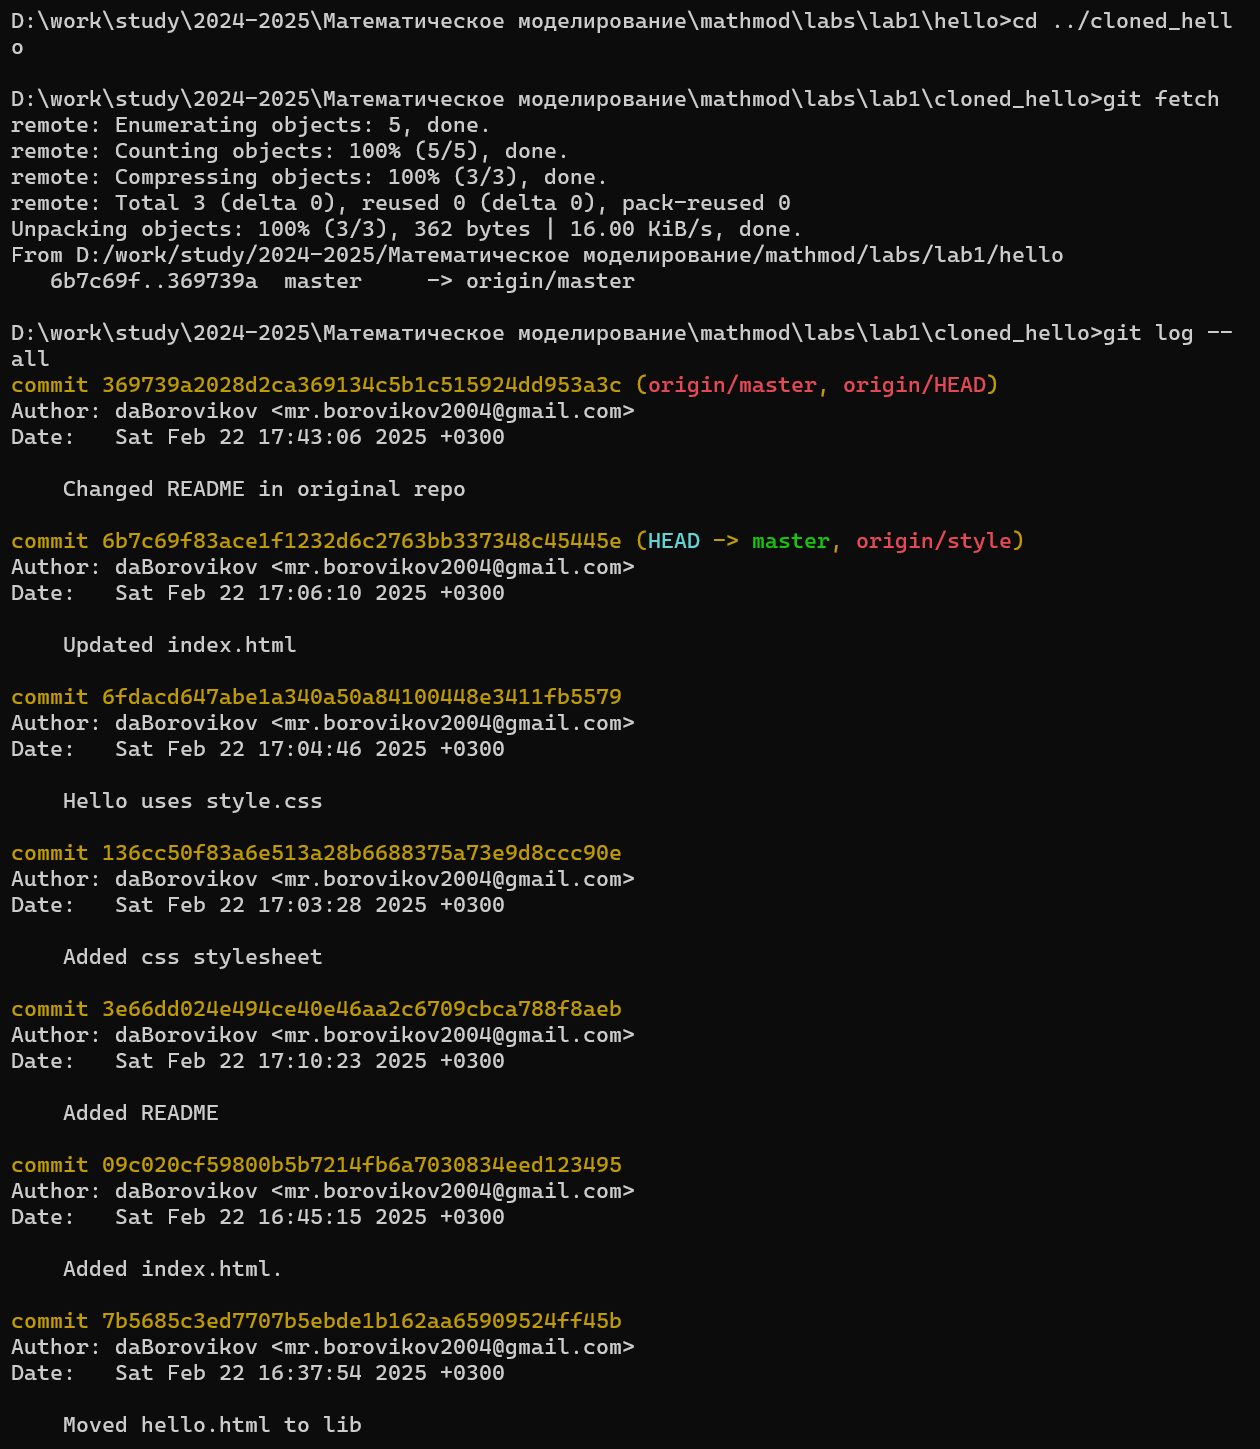 D:\work\study\2024-2025\Математическое моделирование\mathmod\labs\lab1\hello>cd ../cloned_hell
o
D:\work\study\2024-2025\Математическое моделирование\mathmod\labs\lab1\cloned_hello>git fetch
remote: Enumerating objects: 5, done.
remote: Counting objects: 100% (5/5), done.
remote: Compressing objects: 100% (3/3), done.
remote: Total 3 (delta 0), reused 0 (delta 0), pack-reused 0
Unpacking objects: 100% (3/3), 362 bytes | 16.00 KiB/s, done.
From D:/work/study/2024-2025/Математическое моделирование/mathmod/labs/lab1/hello
   6b7c69f..369739a  master     -> origin/master
D:\work\study\2024-2025\Математическое моделирование\mathmod\labs\lab1\cloned_hello>git log --
all
commit 369739a2028d2ca369134c5b1c515924dd953a3c (origin/master, origin/HEAD)
Author: daBorovikov <mr.borovikov2004@gmail.com>
Date:   Sat Feb 22 17:43:06 2025 +0300
    Changed README in original repo
commit 6b7c69f83ace1f1232d6c2763bb337348c45445e (HEAD -> master, origin/style)
Author: daBorovikov <mr.borovikov2004@gmail.com>
Date:   Sat Feb 22 17:06:10 2025 +0300
    Updated index.html
commit 6fdacd647abe1a340a50a84100448e3411fb5579
Author: daBorovikov <mr.borovikov2004@gmail.com>
Date:   Sat Feb 22 17:04:46 2025 +0300
    Hello uses style.css
commit 136cc50f83a6e513a28b6688375a73e9d8ccc90e
Author: daBorovikov <mr.borovikov2004@gmail.com>
Date:   Sat Feb 22 17:03:28 2025 +0300
    Added css stylesheet
commit 3e66dd024e494ce40e46aa2c6709cbca788f8aeb
Author: daBorovikov <mr.borovikov2004@gmail.com>
Date:   Sat Feb 22 17:10:23 2025 +0300
    Added README
commit 09c020cf59800b5b7214fb6a7030834eed123495
Author: daBorovikov <mr.borovikov2004@gmail.com>
Date:   Sat Feb 22 16:45:15 2025 +0300
    Added index.html.
commit 7b5685c3ed7707b5ebde1b162aa65909524ff45b
Author: daBorovikov <mr.borovikov2004@gmail.com>
Date:   Sat Feb 22 16:37:54 2025 +0300
    Moved hello.html to lib